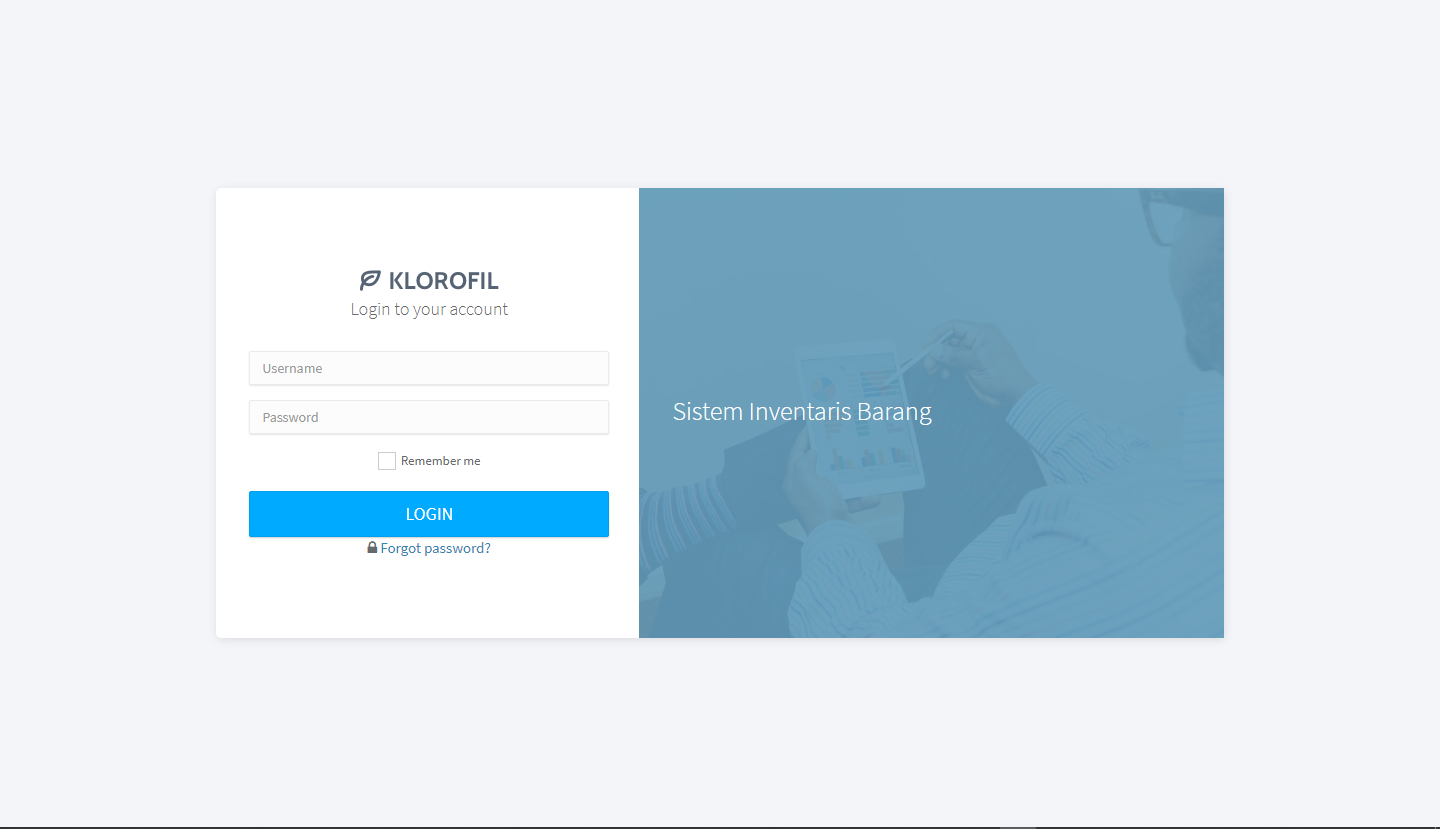 KLOROFIL
Login to your account
Username
Password
Remember me
LOGIN
Forgot password?
Sistem Inventaris Barang